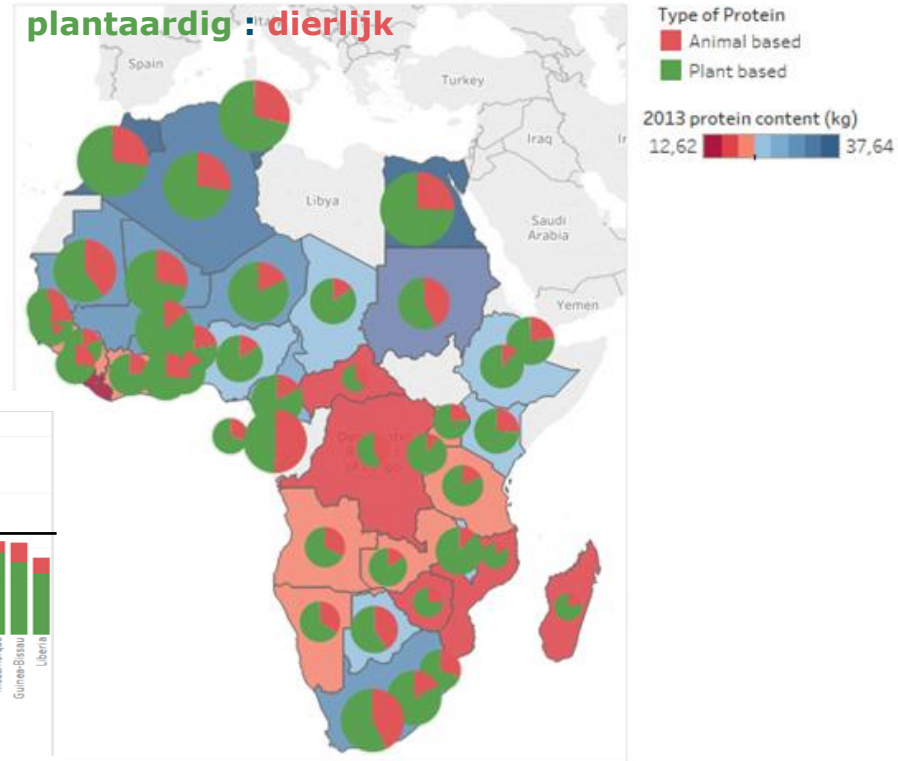 plantaardig : dierlijk
Type of Protein
Animal based
Plant based
2013 protein content (kg)
12,62
37,64
Spain
Turkey
Iraq
Libya
Saudi
Arabia
Yemen
Guinea-Bissau
Liberia